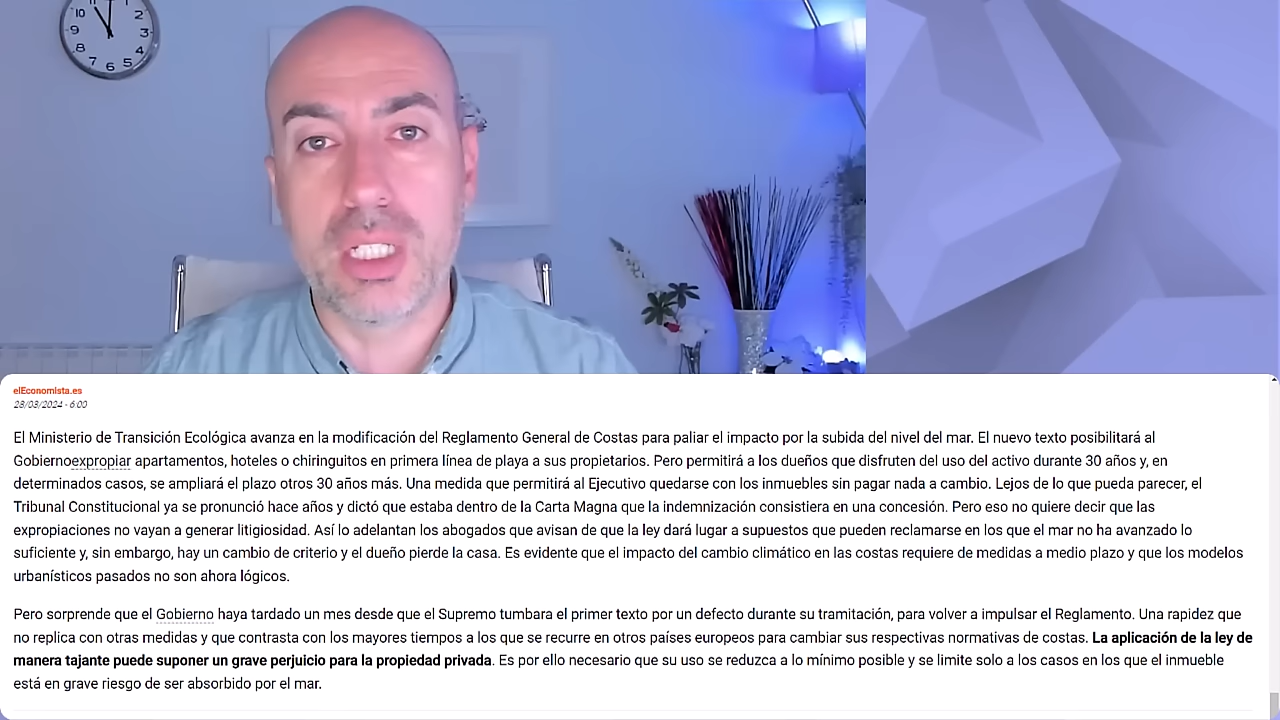 10 2
9 3
8 4
7 6 5
elEconomista.es
28/03/2024 - 6:00
El Ministerio de Transición Ecológica avanza en la modificación del Reglamento General de Costas para paliar el impacto por la subida del nivel del mar. El nuevo texto posibilitará al
Gobiernoexpropiar apartamentos, hoteles o chiringuitos en primera línea de playa a sus propietarios. Pero permitirá a los dueños que disfruten del uso del activo durante 30 años y, en
determinados casos, se ampliará el plazo otros 30 años más. Una medida que permitirá al Ejecutivo quedarse con los inmuebles sin pagar nada a cambio. Lejos de lo que pueda parecer, el
Tribunal Constitucional ya se pronunció hace años y dictó que estaba dentro de la Carta Magna que la indemnización consistiera en una concesión. Pero eso no quiere decir que las
expropiaciones no vayan a generar litigiosidad. Así lo adelantan los abogados que avisan de que la ley dará lugar a supuestos que pueden reclamarse en los que el mar no ha avanzado lo
suficiente y, sin embargo, hay un cambio de criterio y el dueño pierde la casa. Es evidente que el impacto del cambio climático en las costas requiere de medidas a medio plazo y que los modelos
urbanísticos pasados no son ahora lógicos.
Pero sorprende que el Gobierno haya tardado un mes desde que el Supremo tumbara el primer texto por un defecto durante su tramitación, para volver a impulsar el Reglamento. Una rapidez que
no replica con otras medidas y que contrasta con los mayores tiempos a los que se recurre en otros países europeos para cambiar sus respectivas normativas de costas. La aplicación de la ley de
manera tajante puede suponer un grave perjuicio para la propiedad privada. Es por ello necesario que su uso se reduzca a lo mínimo posible y se limite solo a los casos en los que el inmueble
está en grave riesgo de ser absorbido por el mar.